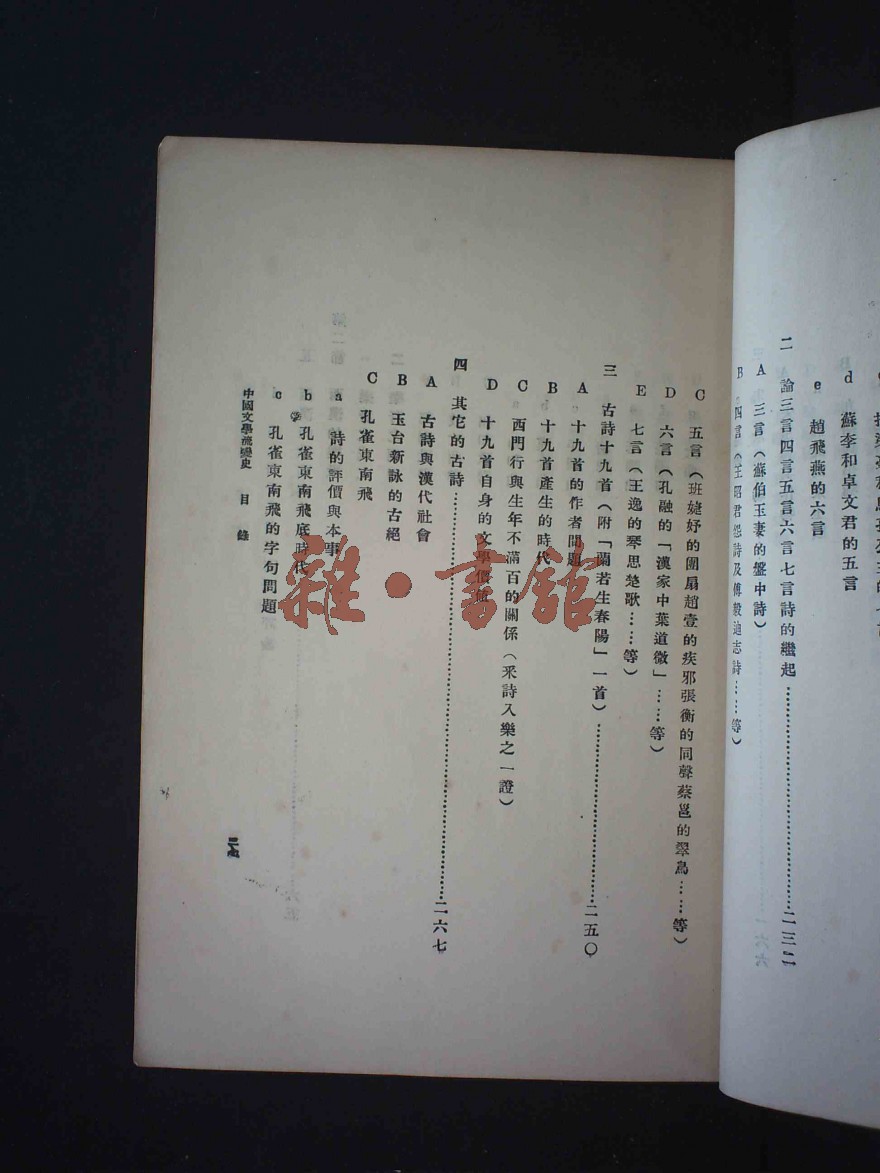 d　蘇李和卓文君的五言
e　趙飛燕的六言
二　論三言四言五言六言七言詩的繼起……二三二
A　三言（蘇伯玉妻的盤中詩）
B　四言（王昭君怨詩及傅毅迪志詩……等）
C　五言（班婕妤的團扇趙壹的疾邪張衡的同聲蔡邕的翠鳥……等）
D　六言（孔融的「漢家中葉道微」……等）
E　七言（王逸的琴思楚歌……等）
三　古詩十九首（附「蘭若生春陽」一首）……二五〇
A　十九首的作者問題
B　十九首產生的時代
C　西門行與生年不滿百的關係（釆詩入樂之一證）
D　十九首自身的文學價值
四　其它的古詩……二六七
A　古詩與漢代社會
B　玉台新詠的古絕
C　孔雀東南飛
a　詩的評價與本事
b　孔雀東南飛底時代
c　孔雀東南飛的字句問題
中國文學流變史　目錄
雜·書館